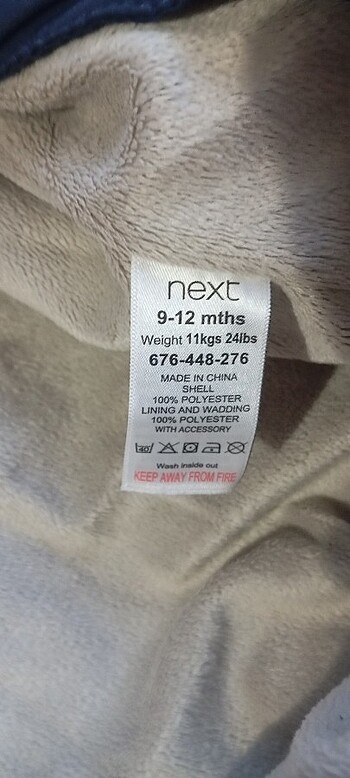 next
9-12 mths
Weight 11kgs 24lbs
676-448-276
MADE IN CHINA
SHELL
100% POLYESTER
LINING AND WADDING
100% POLYESTER
WITH ACCESSORY
40
Wash inside out
KEEP AWAY FROM FIRE